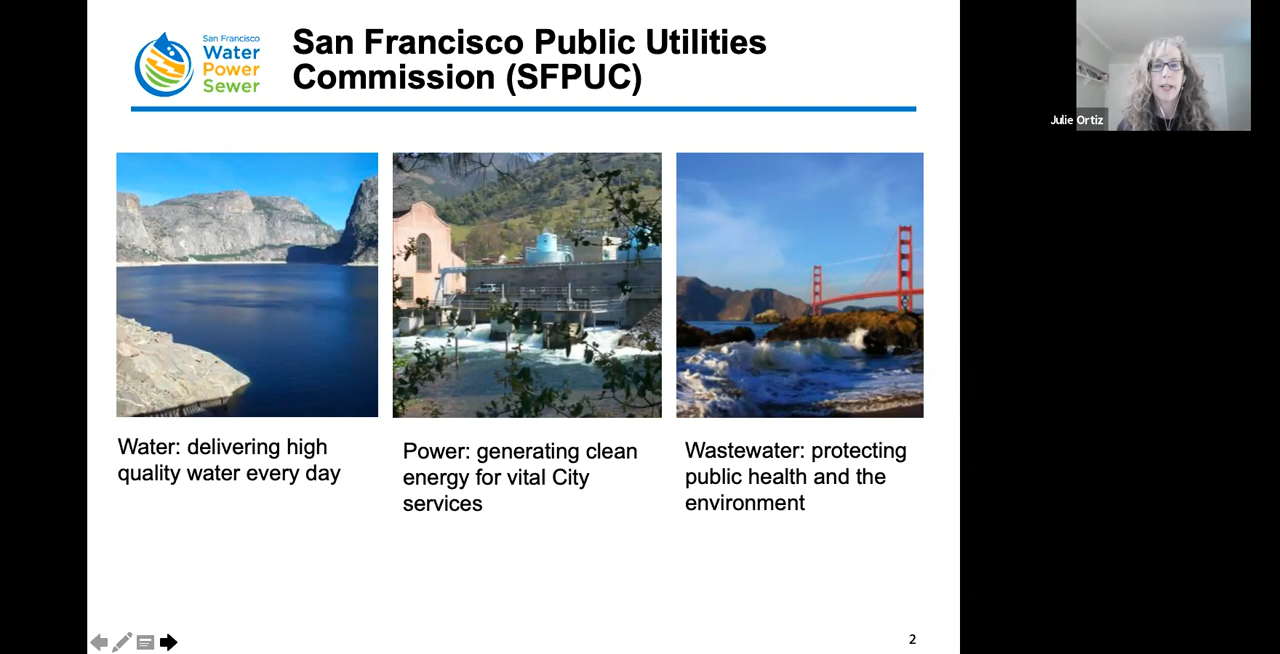 San Francisco
Water
Power
Sewer
San Francisco Public Utilities
Commission (SFPUC)
Julie Ortiz
Water: delivering high
quality water every day
Power: generating clean
energy for vital City
services
Wastewater: protecting
public health and the
environment
2